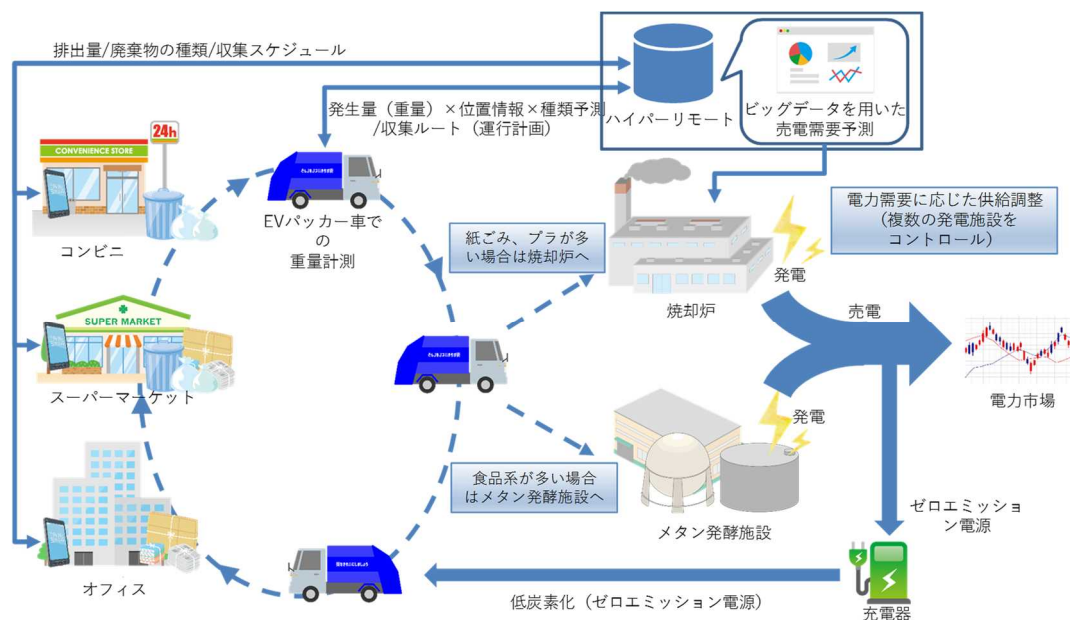 排出量/廃棄物の種類/収集スケジュール
発生量（重量）×位置情報×種類予測
/収集ルート（運行計画）
ハイパーリモート
ビッグデータを用いた
売電需要予測
24h
CONVENIENCE STORE
コンビニ
EVパッカー車で
の
重量計測
紙ごみ、プラが多
い場合は焼却炉へ
焼却炉
発電
電力需要に応じた供給調整
（複数の発電施設を
コントロール）
売電
電力市場
SUPER MARKET
スーパーマーケット
発電
食品系が多い場合
はメタン発酵施設へ
メタン発酵施設
ゼロエミッショ
ン電源
オフィス
低炭素化（ゼロエミッション電源）
充電器